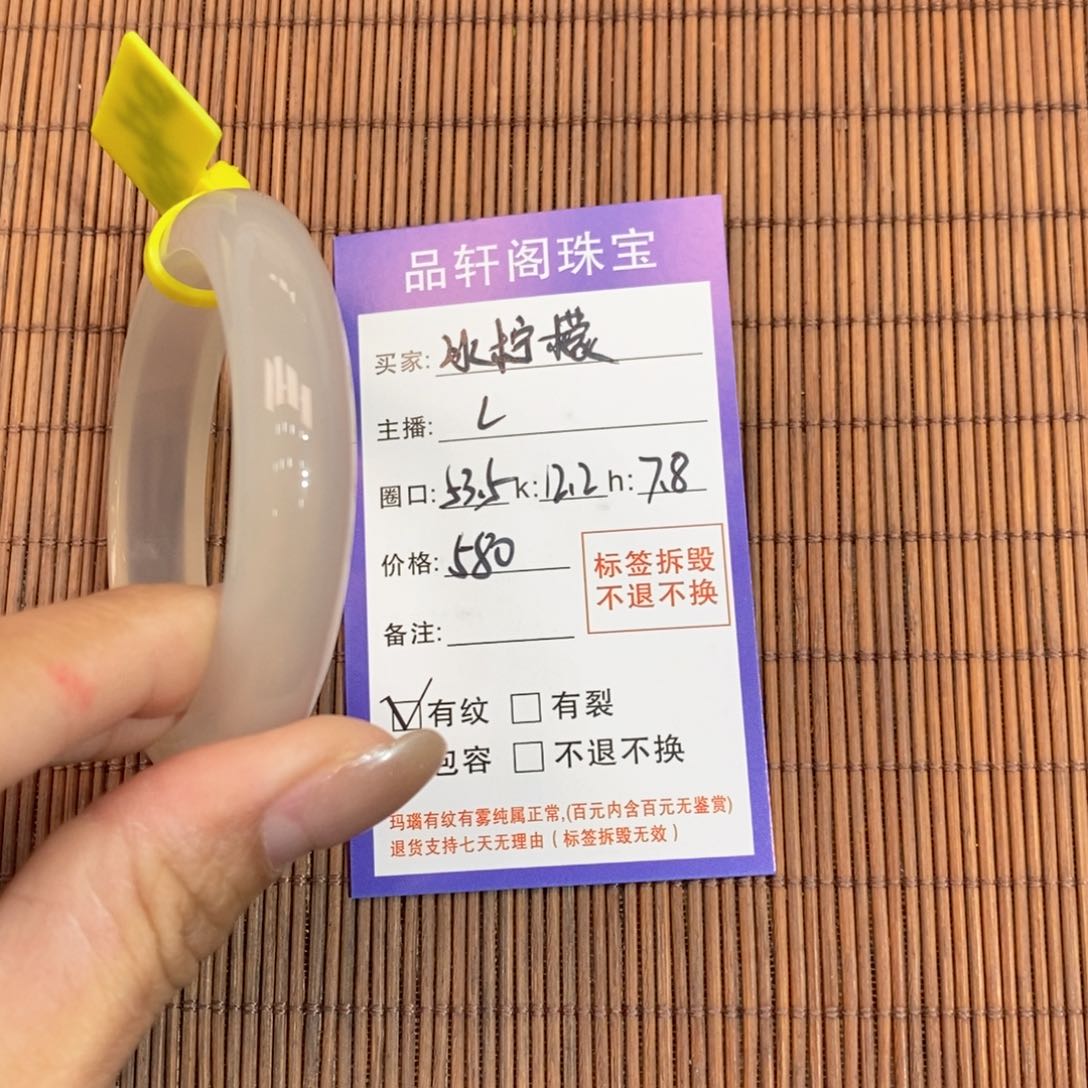 品轩阁珠宝
买家: 冰柠檬
主播: L
圈口: 53.5 k: 12.2 h: 7.8
价格: 580
标签拆毁
不退不换
备注:
有纹 有裂
包容 不退不换
玛瑙有纹有雾纯属正常,(百元内含百元无鉴赏)
退货支持七天无理由(标签拆毁无效)